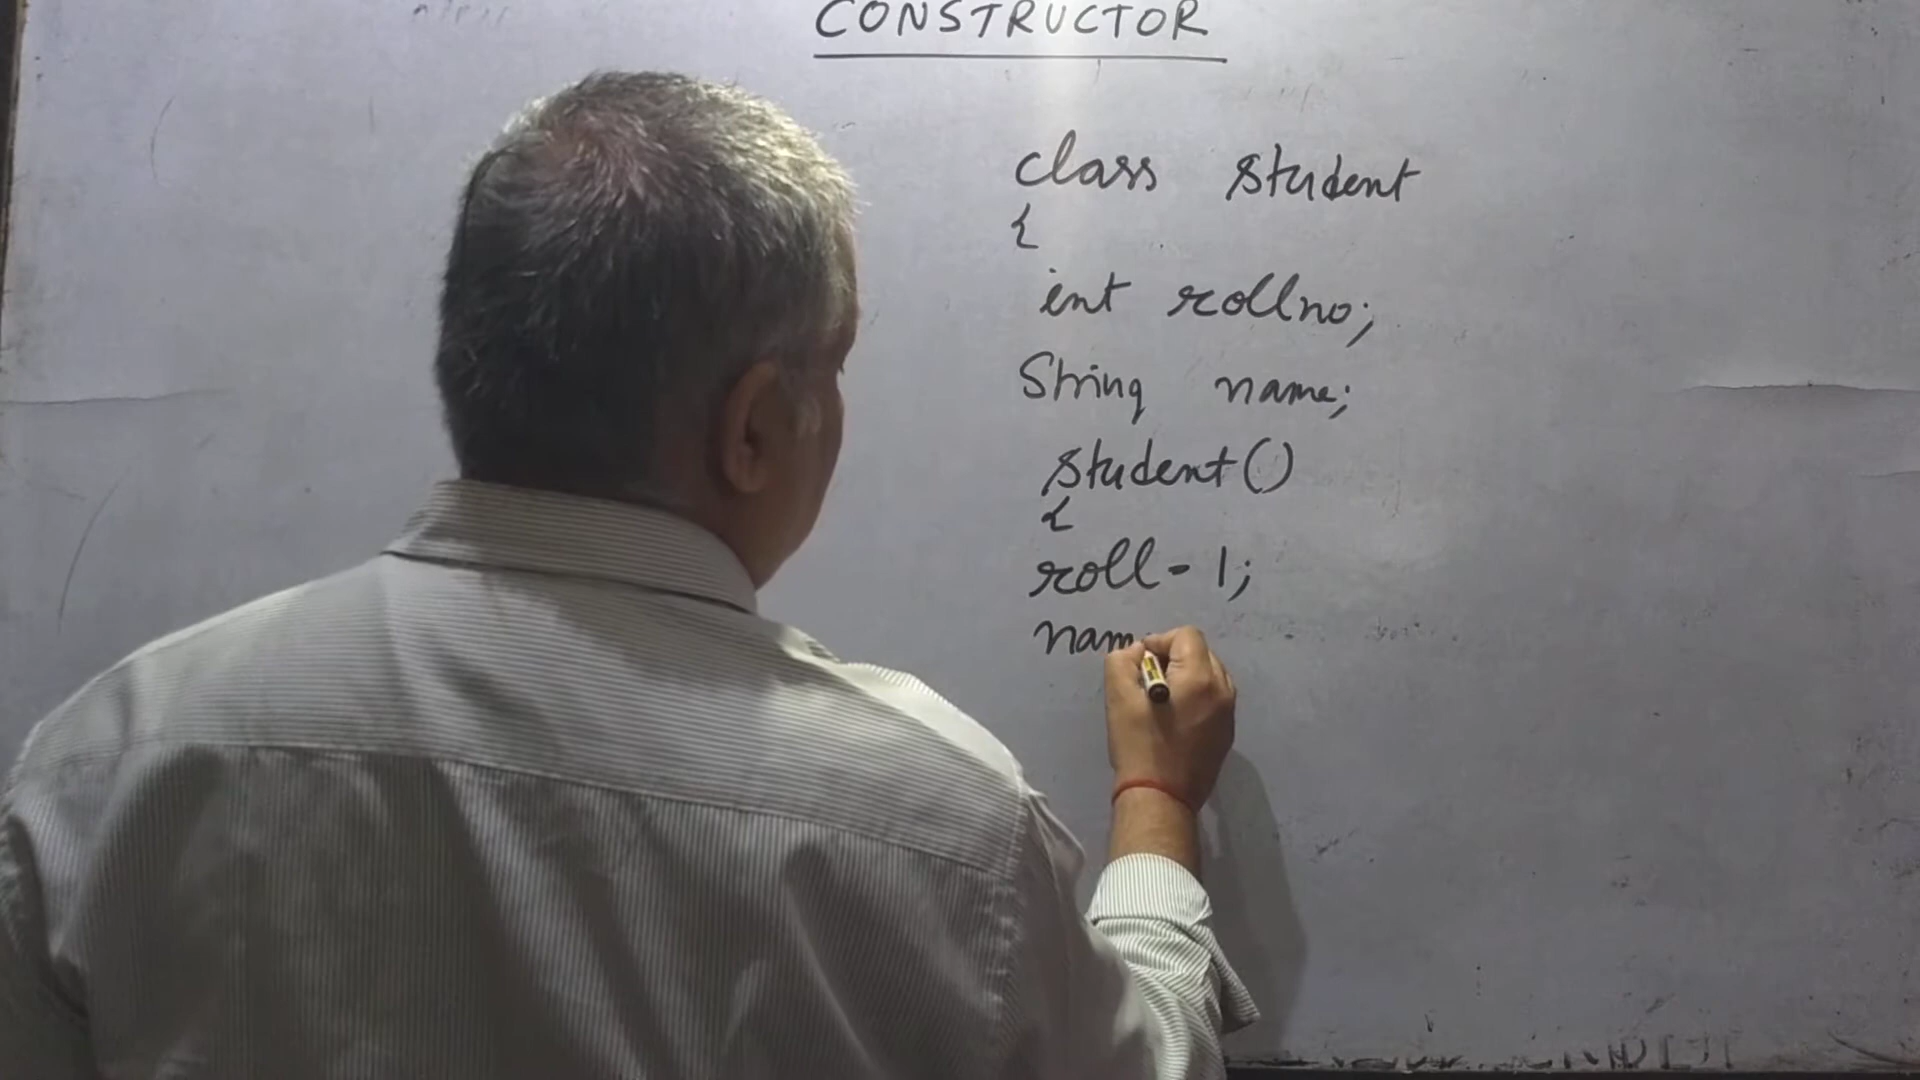 CONSTRUCTOR
class student
{
int rollno;
String name;
student()
{
roll = 1;
nam